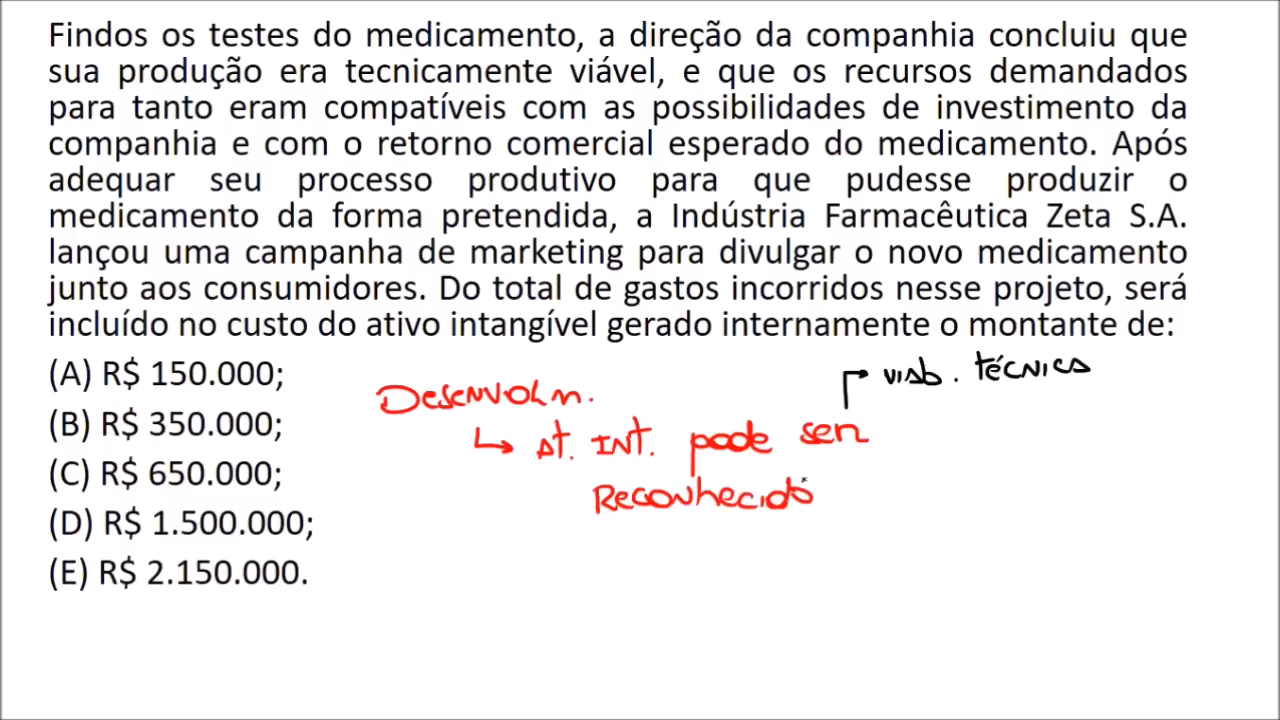 Findos os testes do medicamento, a direção da companhia concluiu que
sua produção era tecnicamente viável, e que os recursos demandados
para tanto eram compatíveis com as possibilidades de investimento da
companhia e com o retorno comercial esperado do medicamento. Após
adequar seu processo produtivo para que pudesse produzir o
medicamento da forma pretendida, a Indústria Farmacêutica Zeta S.A.
lançou uma campanha de marketing para divulgar o novo medicamento
junto aos consumidores. Do total de gastos incorridos nesse projeto, será
incluído no custo do ativo intangível gerado internamente o montante de:
(A) R$ 150.000;
(B) R$ 350.000;
(C) R$ 650.000;
(D) R$ 1.500.000;
(E) R$ 2.150.000.
Desenvolm.
At. Int. pode ser
Reconhecido
viab. técnica